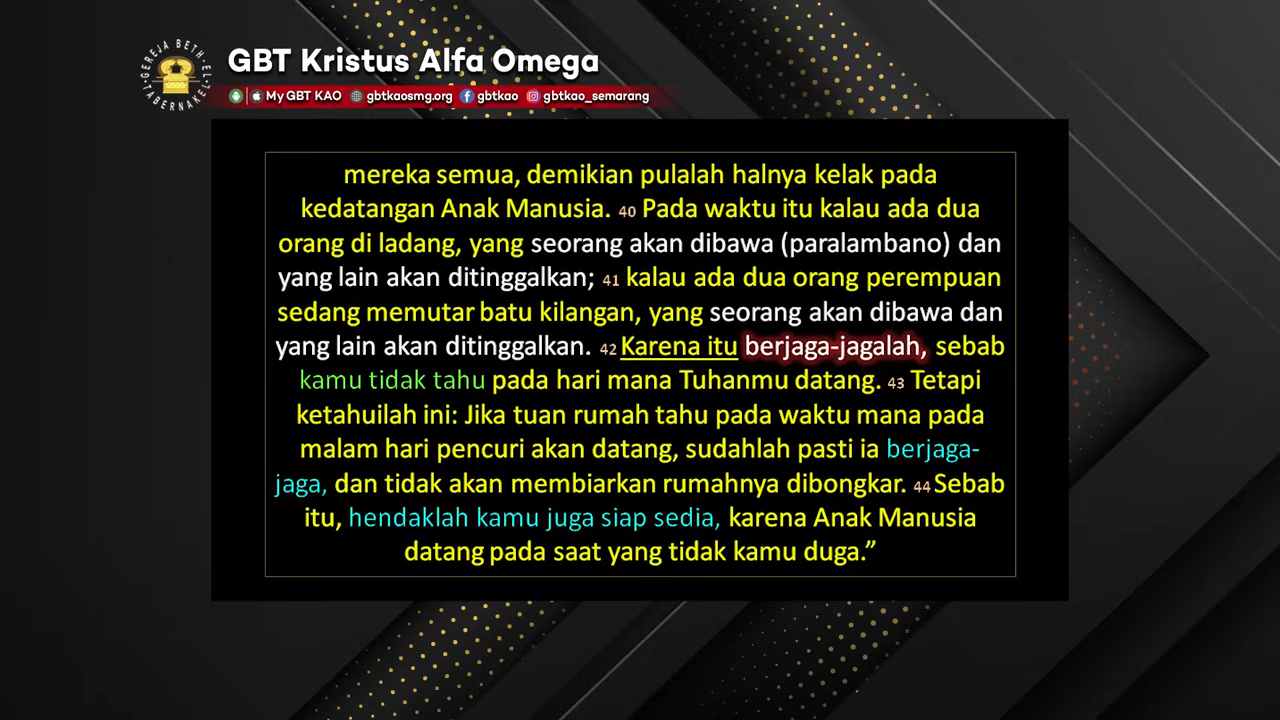 GEREJA BETH-EL TABERNAKEL
GBT Kristus Alfa Omega
My GBT KAO gbtkaosmg.org gbtkao gbtkao_semarang
mereka semua, demikian pulalah halnya kelak pada
kedatangan Anak Manusia. 40 Pada waktu itu kalau ada dua
orang di ladang, yang seorang akan dibawa (paralambano) dan
yang lain akan ditinggalkan; 41 kalau ada dua orang perempuan
sedang memutar batu kilangan, yang seorang akan dibawa dan
yang lain akan ditinggalkan. 42 Karena itu berjaga-jagalah, sebab
kamu tidak tahu pada hari mana Tuhanmu datang. 43 Tetapi
ketahuilah ini: Jika tuan rumah tahu pada waktu mana pada
malam hari pencuri akan datang, sudahlah pasti ia berjaga-
jaga, dan tidak akan membiarkan rumahnya dibongkar. 44 Sebab
itu, hendaklah kamu juga siap sedia, karena Anak Manusia
datang pada saat yang tidak kamu duga.”